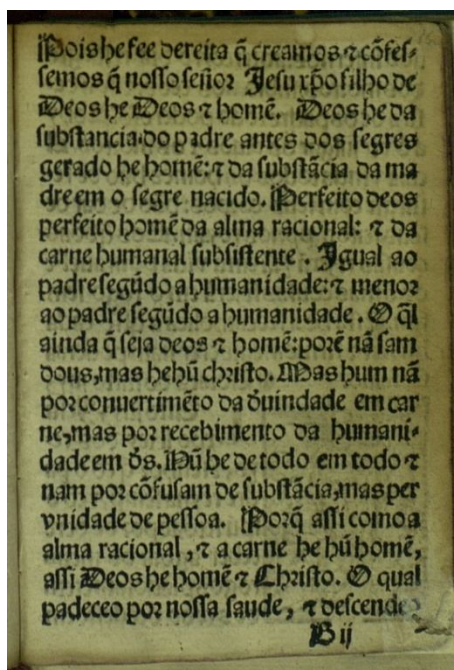 Pois he fee dereita q̃ creamos ⁊ cõfes-
semos q̃ nosso señor Jesu xp̃o filho de
Deos he Deos ⁊ homẽ. Deos he da
substancia do padre antes dos segres
gerado he homẽ: ⁊ da substãcia da ma
dre em o segre nacido. Perfeito deos
perfeito homẽ da alma racional: ⁊ da
carne humanal subsistente. Jgual ao
padre segũdo a humanidade: ⁊ menor
ao padre segũdo a humanidade. O q̃l
ainda q̃ seja deos ⁊ homẽ: porẽ nã sam
dous, mas he hũ christo. Mas hum nã
por conuertimẽto da d̃uindade em car
ne, mas por recebimento da humani-
dade em d̃s. Hũ he de todo em todo ⁊
nam por cõfusam de substãcia, mas per
vnidade de pessoa. Porq̃ assi como a
alma racional, ⁊ a carne he hũ homẽ,
assi Deos he homẽ ⁊ Christo. O qual
padeceo por nossa saude, ⁊ descendeo
B ij